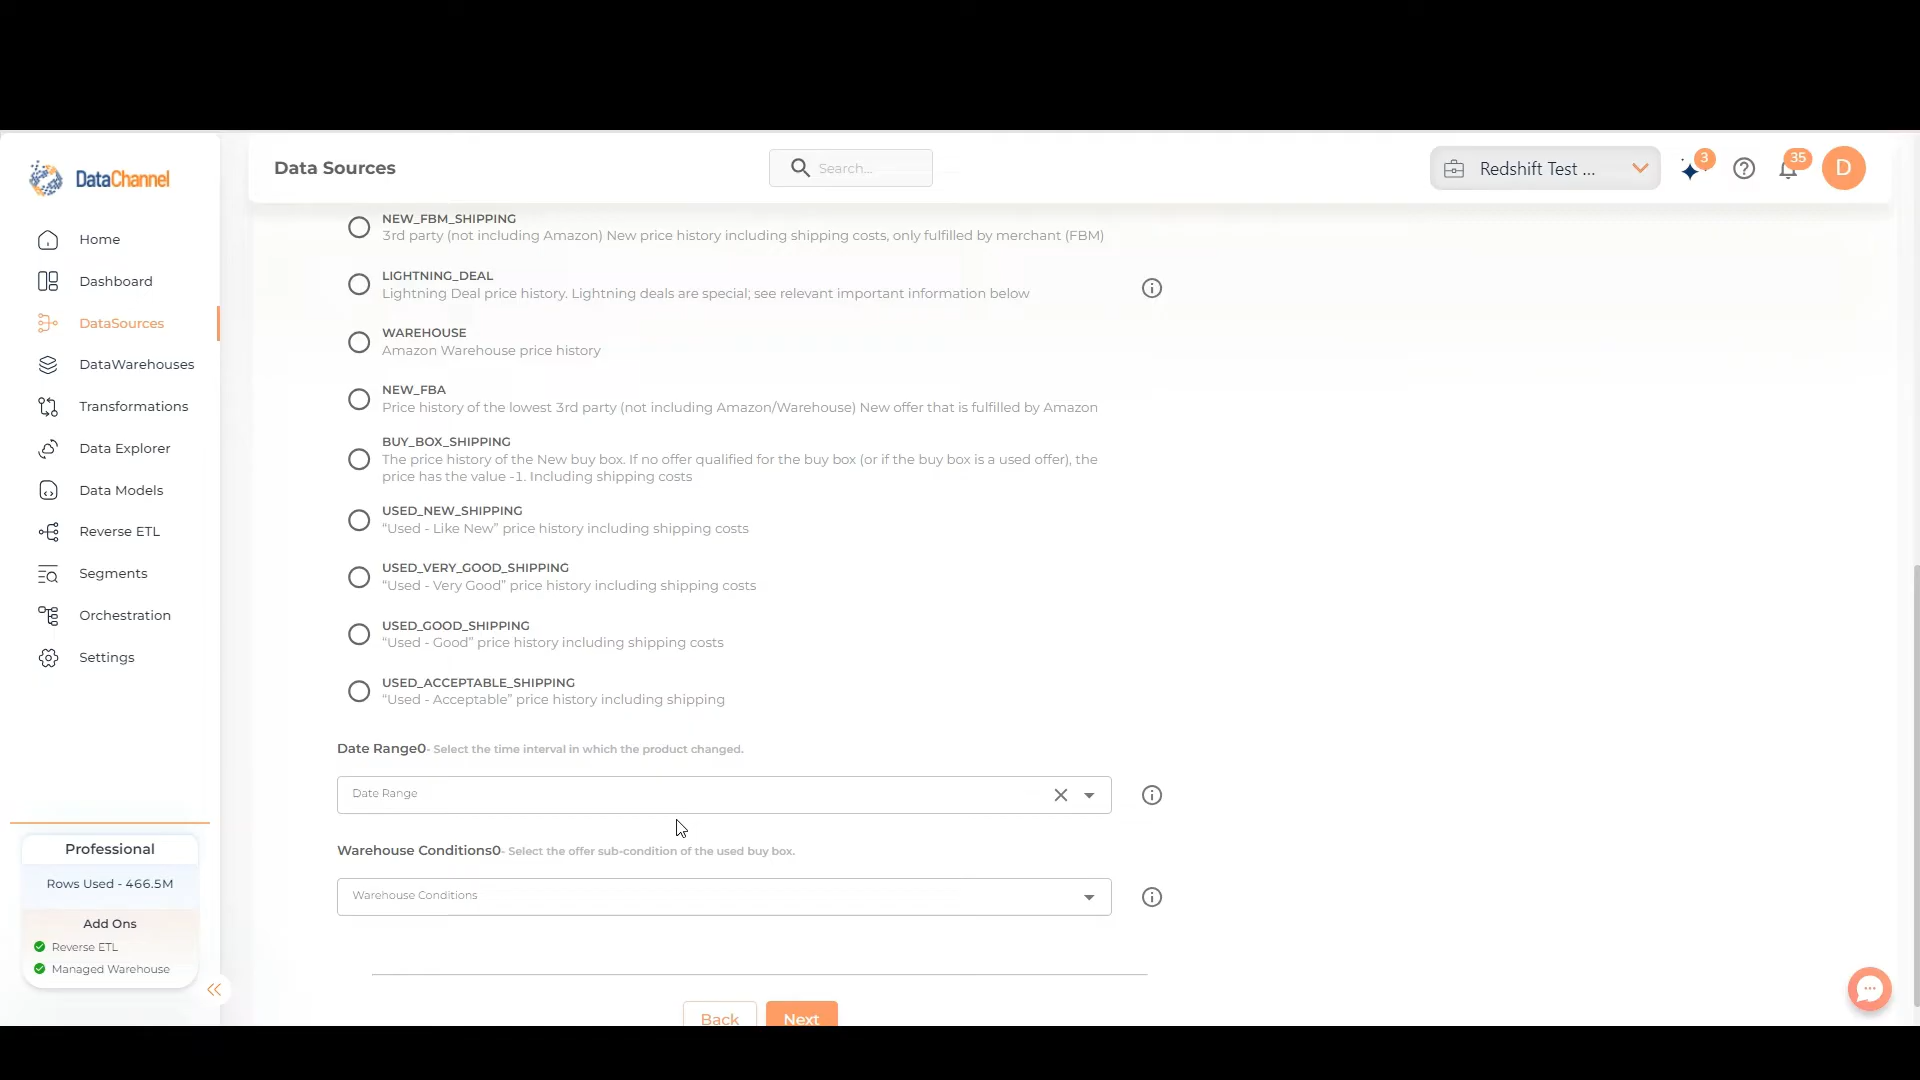 DataChannel
Data Sources
Search...
Redshift Test ...
3
35
D
Home
Dashboard
DataSources
DataWarehouses
Transformations
Data Explorer
Data Models
Reverse ETL
Segments
Orchestration
Settings
Professional
Rows Used - 466.5M
Add Ons
Reverse ETL
Managed Warehouse
NEW_FBM_SHIPPING
3rd party (not including Amazon) New price history including shipping costs, only fulfilled by merchant (FBM)
LIGHTNING_DEAL
Lightning Deal price history. Lightning deals are special; see relevant important information below
WAREHOUSE
Amazon Warehouse price history
NEW_FBA
Price history of the lowest 3rd party (not including Amazon/Warehouse) New offer that is fulfilled by Amazon
BUY_BOX_SHIPPING
The price history of the New buy box. If no offer qualified for the buy box (or if the buy box is a used offer), the
price has the value -1. Including shipping costs
USED_NEW_SHIPPING
“Used - Like New” price history including shipping costs
USED_VERY_GOOD_SHIPPING
“Used - Very Good” price history including shipping costs
USED_GOOD_SHIPPING
“Used - Good” price history including shipping costs
USED_ACCEPTABLE_SHIPPING
“Used - Acceptable” price history including shipping
Date Range0- Select the time interval in which the product changed.
Date Range
Warehouse Conditions0- Select the offer sub-condition of the used buy box.
Warehouse Conditions
Back
Next